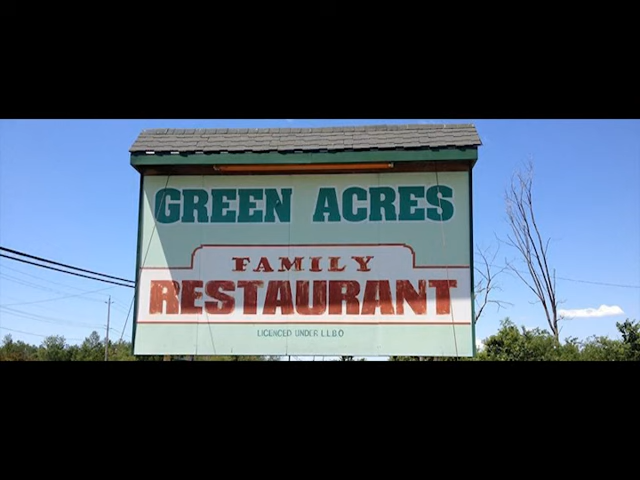 GREEN ACRES
FAMILY
RESTAURANT
LICENCED UNDER L.L.B.O